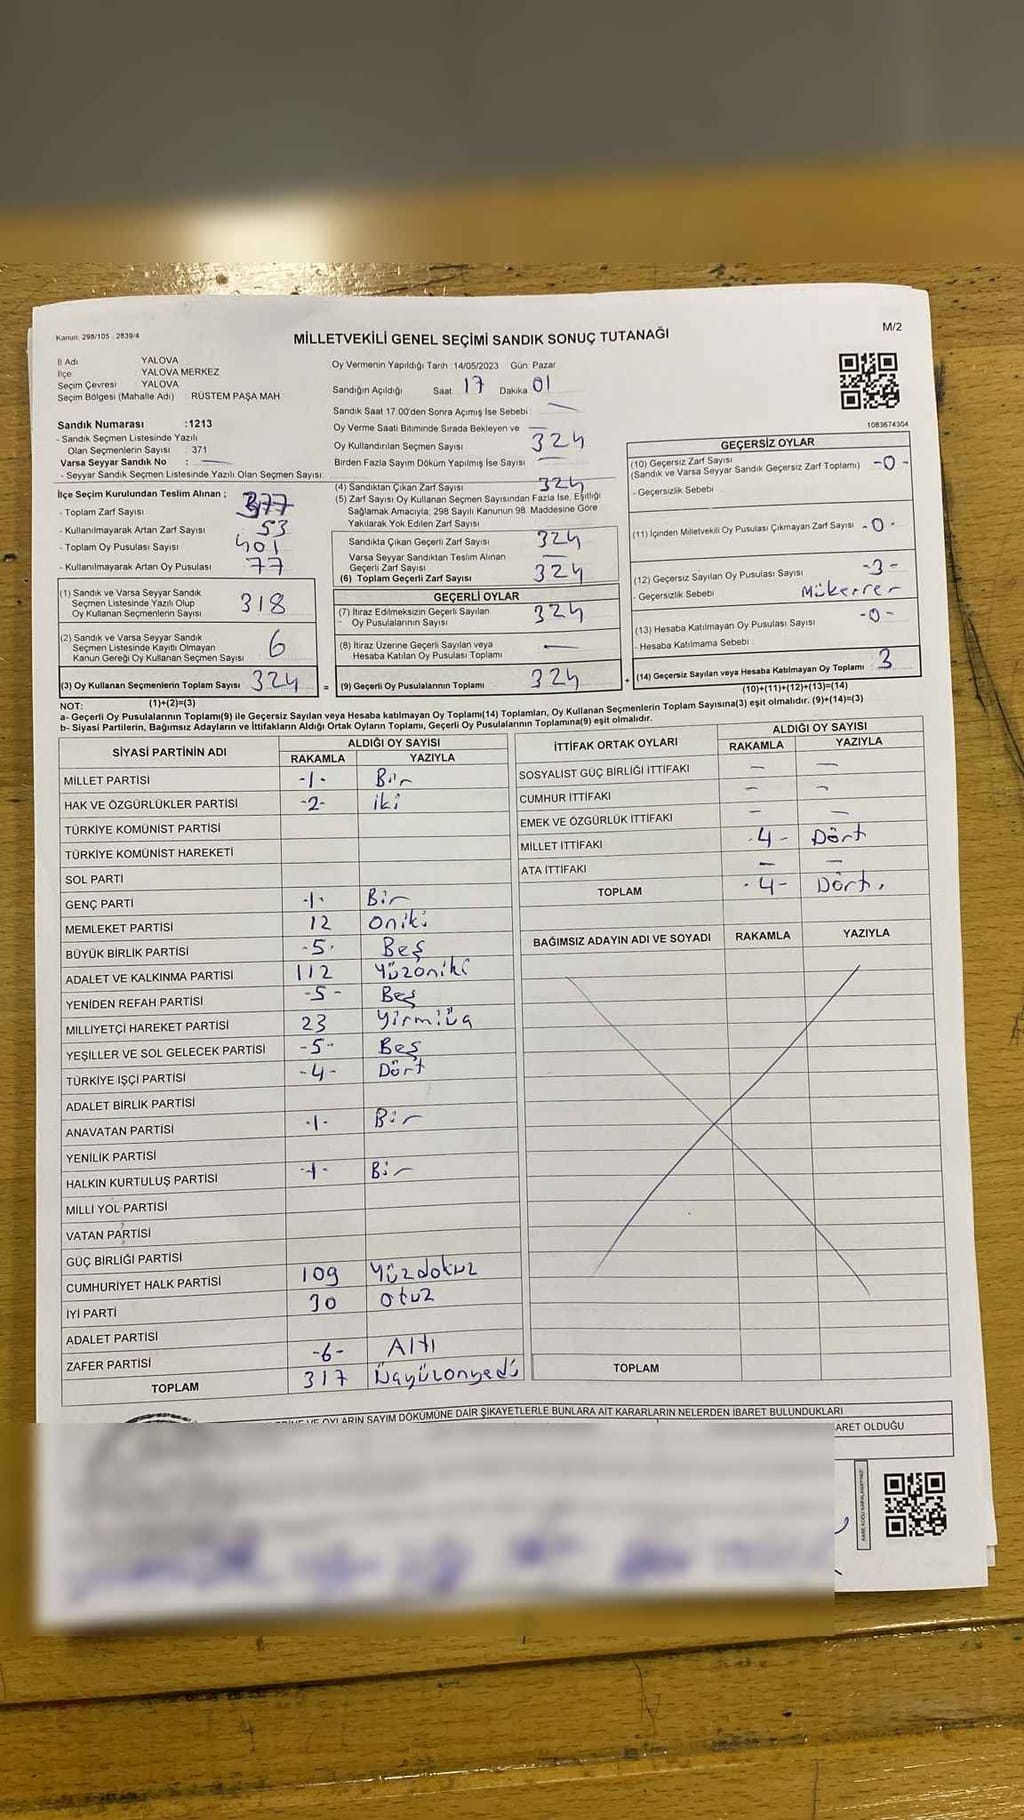 Kanun: 298/105 , 2839/4
MİLLETVEKİLİ GENEL SEÇİMİ SANDIK SONUÇ TUTANAĞI
M/2
İl Adı YALOVA
İlçe YALOVA MERKEZ
Seçim Çevresi YALOVA
Seçim Bölgesi (Mahalle Adı) RÜSTEM PAŞA MAH
Sandık Numarası :1213
- Sandık Seçmen Listesinde Yazılı
Olan Seçmenlerin Sayısı : 371
Varsa Seyyar Sandık No :
- Seyyar Sandık Seçmen Listesinde Yazılı Olan Seçmen Sayısı:
İlçe Seçim Kurulundan Teslim Alınan ;
- Toplam Zarf Sayısı 377
- Kullanılmayarak Artan Zarf Sayısı 53
- Toplam Oy Pusulası Sayısı 401
- Kullanılmayarak Artan Oy Pusulası 77
(1) Sandık ve Varsa Seyyar Sandık
Seçmen Listesinde Yazılı Olup
Oy Kullanan Seçmenlerin Sayısı 318
(2) Sandık ve Varsa Seyyar Sandık
Seçmen Listesinde Kayıtlı Olmayan
Kanun Gereği Oy Kullanan Seçmen Sayısı 6
(3) Oy Kullanan Seçmenlerin Toplam Sayısı 324
Oy Vermenin Yapıldığı Tarih :14/05/2023 Gün Pazar
Sandığın Açıldığı Saat: 17 Dakika 01
Sandık Saat 17.00'den Sonra Açımış İse Sebebi :
Oy Verme Saati Bitiminde Sırada Bekleyen ve
Oy Kullandırılan Seçmen Sayısı 324
Birden Fazla Sayım Döküm Yapılmış İse Sayısı
(4) Sandıktan Çıkan Zarf Sayısı 324
(5) Zarf Sayısı Oy Kullanan Seçmen Sayısından Fazla İse, Eşitliği
Sağlamak Amacıyla; 298 Sayılı Kanunun 98. Maddesine Göre
Yakılarak Yok Edilen Zarf Sayısı
Sandıkta Çıkan Geçerli Zarf Sayısı 324
Varsa Seyyar Sandıktan Teslim Alınan
Geçerli Zarf Sayısı
(6) Toplam Geçerli Zarf Sayısı 324
GEÇERLİ OYLAR
(7) İtiraz Edilmeksizin Geçerli Sayılan
Oy Pusulalarının Sayısı 324
(8) İtiraz Üzerine Geçerli Sayılan veya
Hesaba Katılan Oy Pusulası Toplamı
= (9) Geçerli Oy Pusulalarının Toplamı 324
1083674304
GEÇERSİZ OYLAR
(10) Geçersiz Zarf Sayısı
(Sandık ve Varsa Seyyar Sandık Geçersiz Zarf Toplamı) -0-
- Geçersizlik Sebebi
(11) İçinden Milletvekili Oy Pusulası Çıkmayan Zarf Sayısı -0-
(12) Geçersiz Sayılan Oy Pusulası Sayısı -3-
- Geçersizlik Sebebi Mükerrer
(13) Hesaba Katılmayan Oy Pusulası Sayısı -0-
- Hesaba Katılmama Sebebi
+ (14) Geçersiz Sayılan veya Hesaba Katılmayan Oy Toplamı 3
NOT: (1)+(2)=(3) (10)+(11)+(12)+(13)=(14)
a- Geçerli Oy Pusulalarının Toplamı(9) ile Geçersiz Sayılan veya Hesaba katılmayan Oy Toplamı(14) Toplamları, Oy Kullanan Seçmenlerin Toplam Sayısına(3) eşit olmalıdır. (9)+(14)=(3)
b- Siyasi Partilerin, Bağımsız Adayların ve İttifakların Aldığı Ortak Oyların Toplamı, Geçerli Oy Pusulalarının Toplamına(9) eşit olmalıdır.
SİYASİ PARTİNİN ADI ALDIĞI OY SAYISI
RAKAMLA YAZIYLA
MİLLET PARTİSİ -1- Bir
HAK VE ÖZGÜRLÜKLER PARTİSİ -2- iki
TÜRKİYE KOMÜNİST PARTİSİ
TÜRKİYE KOMÜNİST HAREKETİ
SOL PARTİ
GENÇ PARTİ -1- Bir
MEMLEKET PARTİSİ 12 Oniki
BÜYÜK BİRLİK PARTİSİ -5- Beş
ADALET VE KALKINMA PARTİSİ 112 Yüzoniki
YENİDEN REFAH PARTİSİ -5- Beş
MİLLİYETÇİ HAREKET PARTİSİ 23 Yirmiüç
YEŞİLLER VE SOL GELECEK PARTİSİ -5- Beş
TÜRKİYE İŞÇİ PARTİSİ -4- Dört
ADALET BİRLİK PARTİSİ
ANAVATAN PARTİSİ -1- Bir
YENİLİK PARTİSİ
HALKIN KURTULUŞ PARTİSİ -1- Bir
MİLLİ YOL PARTİSİ
VATAN PARTİSİ
GÜÇ BİRLİĞİ PARTİSİ
CUMHURİYET HALK PARTİSİ 109 Yüzdokuz
İYİ PARTİ 30 Otuz
ADALET PARTİSİ
ZAFER PARTİSİ -6- Altı
TOPLAM 317 Üçyüzonyedi
İTTİFAK ORTAK OYLARI ALDIĞI OY SAYISI
RAKAMLA YAZIYLA
SOSYALIST GÜÇ BİRLİĞİ İTTİFAKI — —
CUMHUR İTTİFAKI — —
EMEK VE ÖZGÜRLÜK İTTİFAKI — —
MİLLET İTTİFAKI -4- Dört
ATA İTTİFAKI — —
TOPLAM -4- Dört.
BAĞIMSIZ ADAYIN ADI VE SOYADI RAKAMLA YAZIYLA
TOPLAM
VE OYLARIN SAYIM DÖKÜMÜNE DAİR ŞİKAYETLERLE BUNLARA AİT KARARLARIN NELERDEN İBARET BULUNDUKLARI
ARET OLDUĞU